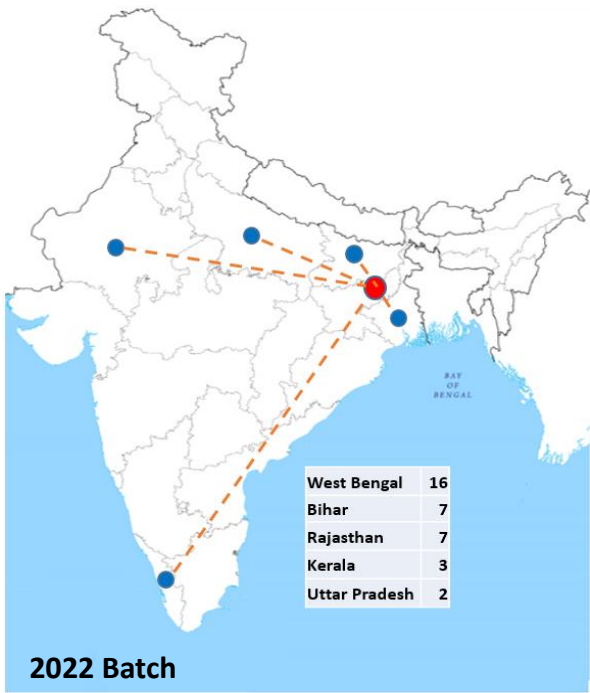 BAY
OF
BENGAL
West Bengal 16
Bihar 7
Rajasthan 7
Kerala 3
Uttar Pradesh 2
2022 Batch